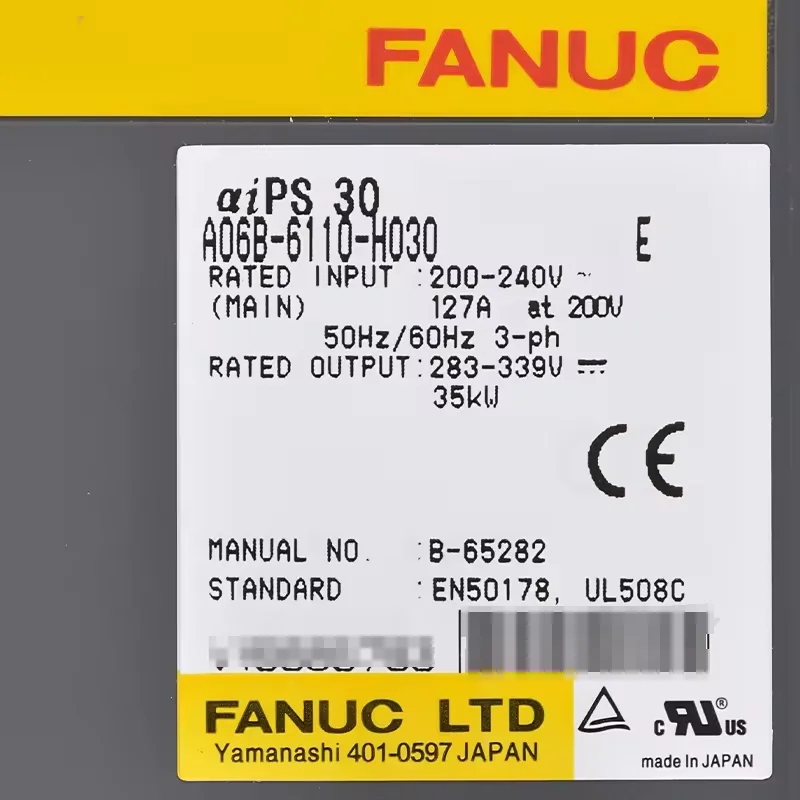 FANUC
αiPS 30
A06B-6110-H030 E
RATED INPUT :200-240V ~
(MAIN) 127A at 200V
50Hz/60Hz 3-ph
RATED OUTPUT:283-339V ⎓
35kW
CE
MANUAL NO. :B-65282
STANDARD :EN50178, UL508C
FANUC LTD
Yamanashi 401-0597 JAPAN
c RU ® US
made in JAPAN